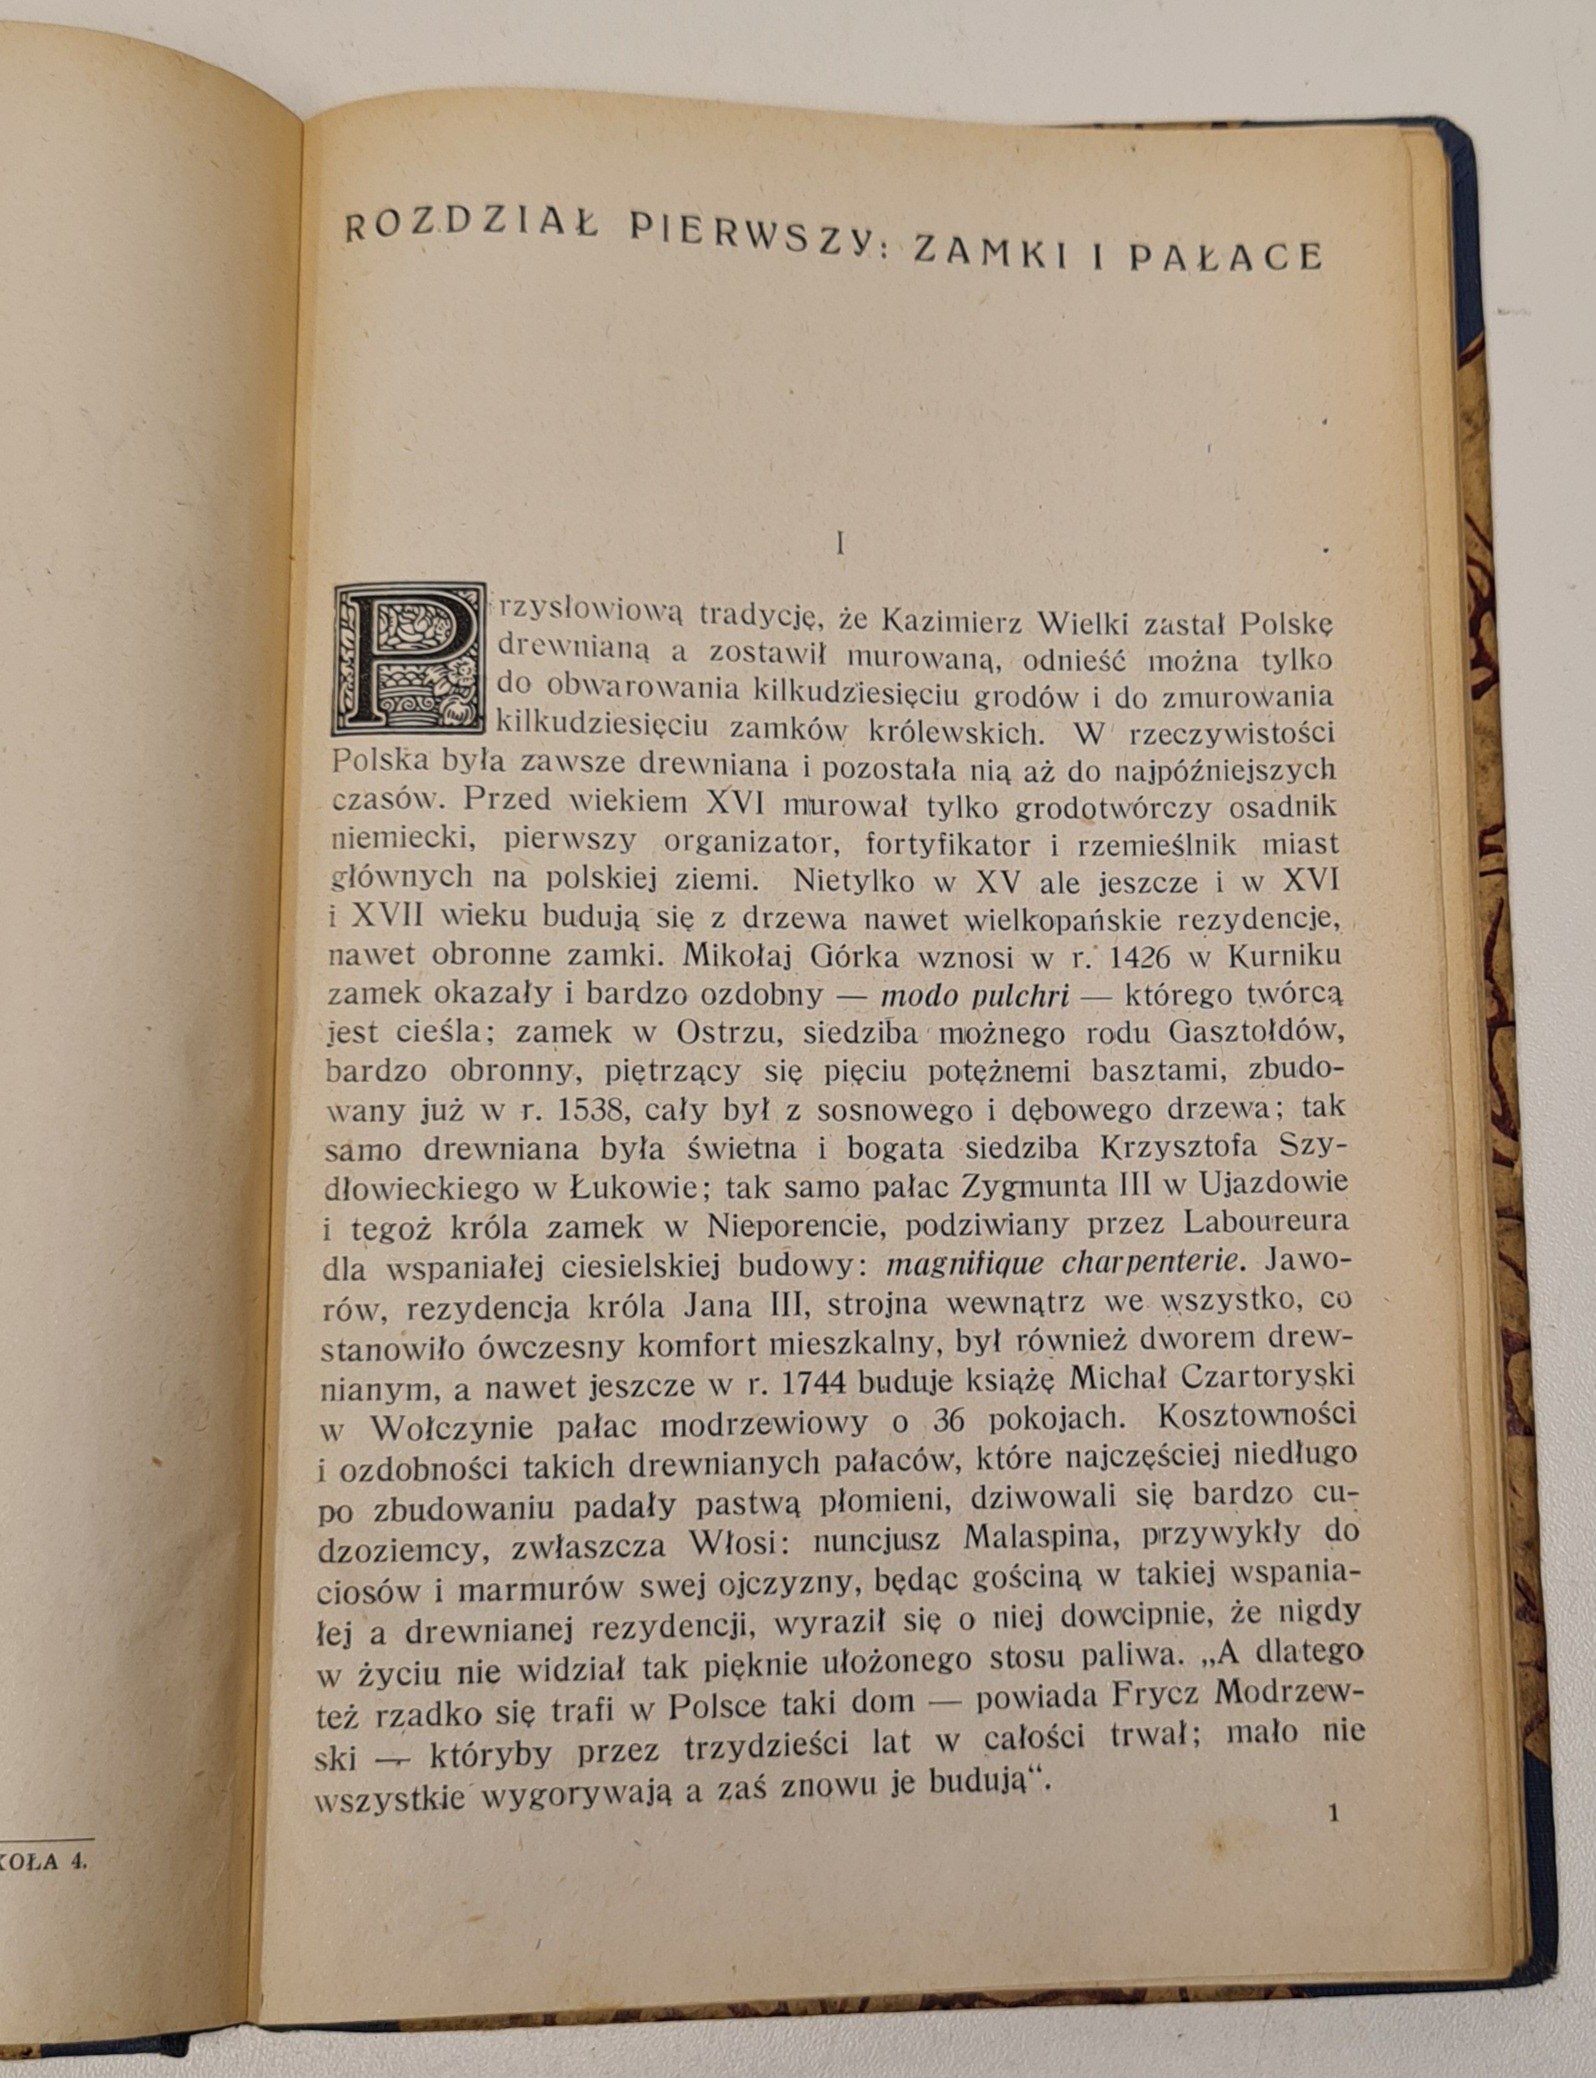 KOŁA 4.
ROZDZIAŁ PIERWSZY: ZAMKI I PAŁACE
I
Przysłowiową tradycję, że Kazimierz Wielki zastał Polskę
drewnianą a zostawił murowaną, odnieść można tylko
do obwarowania kilkudziesięciu grodów i do zmurowania
kilkudziesięciu zamków królewskich. W rzeczywistości
Polska była zawsze drewniana i pozostała nią aż do najpóźniejszych
czasów. Przed wiekiem XVI murował tylko grodotwórczy osadnik
niemiecki, pierwszy organizator, fortyfikator i rzemieślnik miast
głównych na polskiej ziemi. Nietylko w XV ale jeszcze i w XVI
i XVII wieku budują się z drzewa nawet wielkopańskie rezydencje,
nawet obronne zamki. Mikołaj Górka wznosi w r. 1426 w Kurniku
zamek okazały i bardzo ozdobny — modo pulchri — którego twórcą
jest cieśla; zamek w Ostrzu, siedziba możnego rodu Gasztołdów,
bardzo obronny, piętrzący się pięciu potężnemi basztami, zbudo-
wany już w r. 1538, cały był z sosnowego i dębowego drzewa; tak
samo drewniana była świetna i bogata siedziba Krzysztofa Szy-
dłowieckiego w Łukowie; tak samo pałac Zygmunta III w Ujazdowie
i tegoż króla zamek w Nieporencie, podziwiany przez Laboureura
dla wspaniałej ciesielskiej budowy: magnifique charpenterie. Jawo-
rów, rezydencja króla Jana III, strojna wewnątrz we wszystko, co
stanowiło ówczesny komfort mieszkalny, był również dworem drew-
nianym, a nawet jeszcze w r. 1744 buduje książę Michał Czartoryski
w Wołczynie pałac modrzewiowy o 36 pokojach. Kosztowności
i ozdobności takich drewnianych pałaców, które najczęściej niedługo
po zbudowaniu padały pastwą płomieni, dziwowali się bardzo cu-
dzoziemcy, zwłaszcza Włosi: nuncjusz Malaspina, przywykły do
ciosów i marmurów swej ojczyzny, będąc gościną w takiej wspania-
łej a drewnianej rezydencji, wyraził się o niej dowcipnie, że nigdy
w życiu nie widział tak pięknie ułożonego stosu paliwa. „A dlatego
też rzadko się trafi w Polsce taki dom — powiada Frycz Modrzew-
ski — któryby przez trzydzieści lat w całości trwał; mało nie
wszystkie wygorywają a zaś znowu je budują“.
1